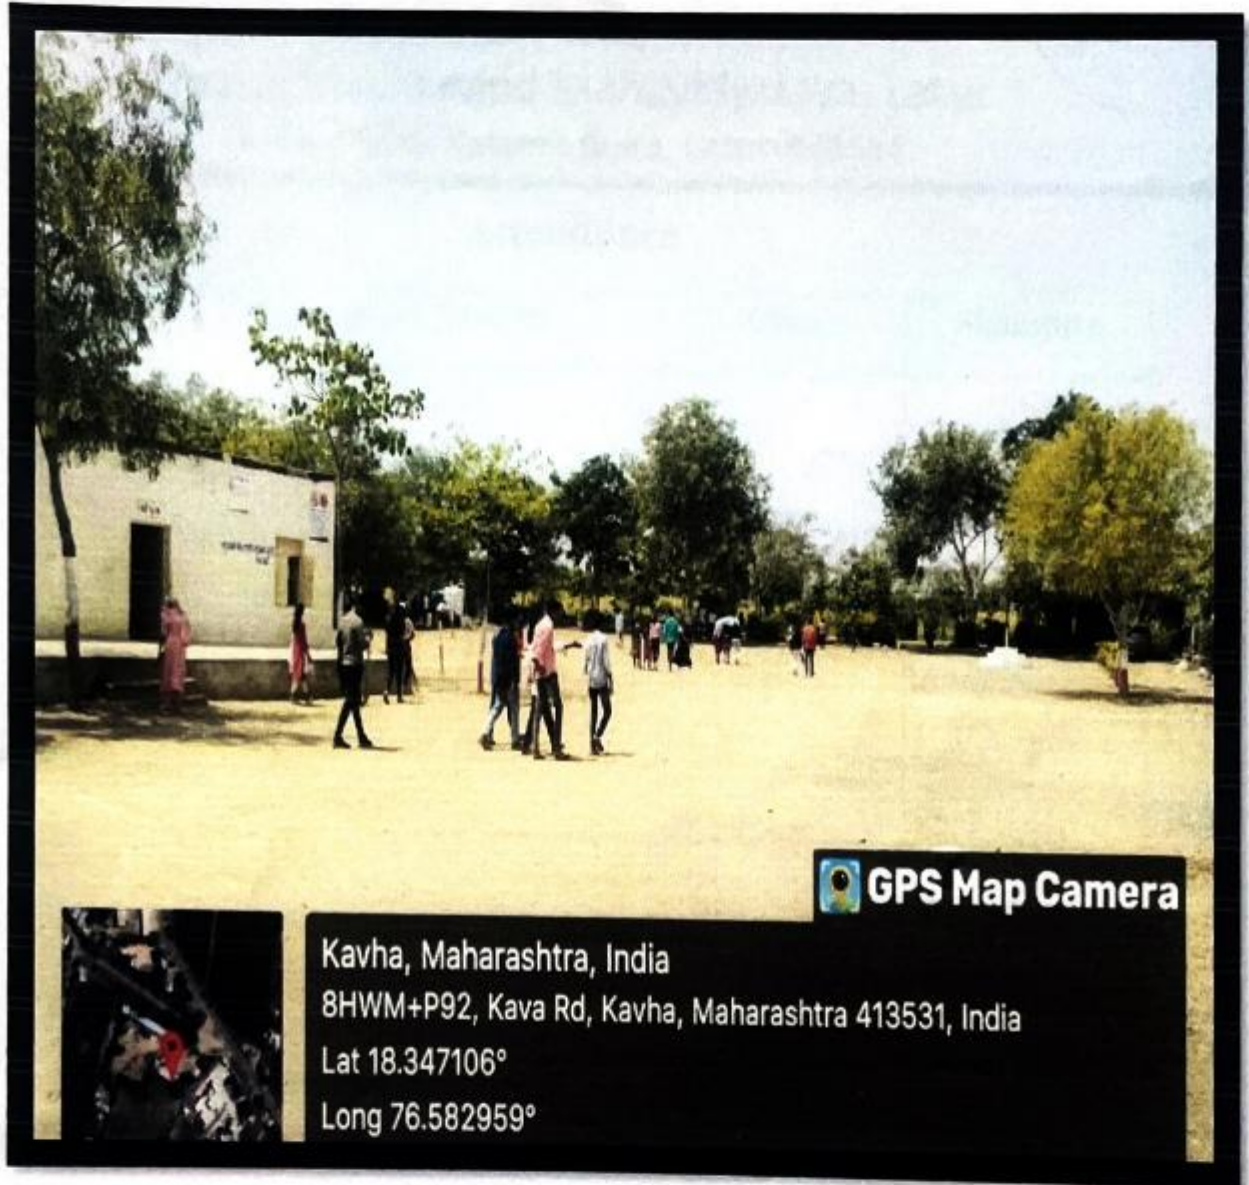 GPS Map Camera
Kavha, Maharashtra, India
8HWM+P92, Kava Rd, Kavha, Maharashtra 413531, India
Lat 18.347106°
Long 76.582959°